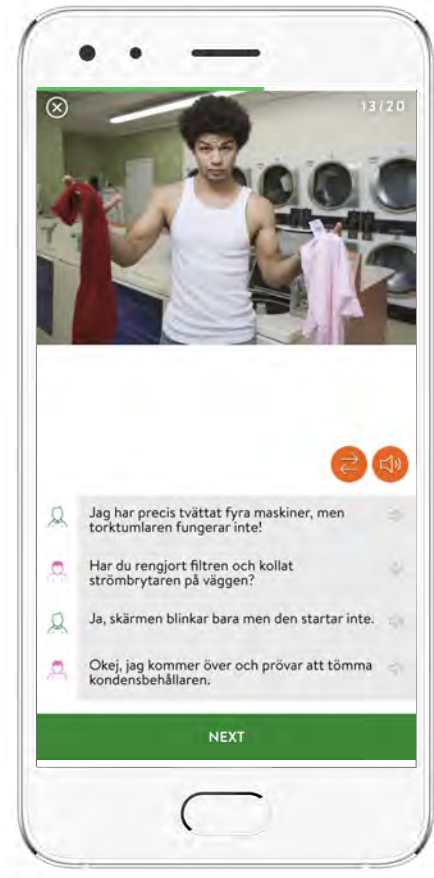 13/20
Jag har precis tvättat fyra maskiner, men
torktumlaren fungerar inte!
Har du rengjort filtren och kollat
strömbrytaren på väggen?
Ja, skärmen blinkar bara men den startar inte.
Okej, jag kommer över och prövar att tömma
kondensbehållaren.
NEXT